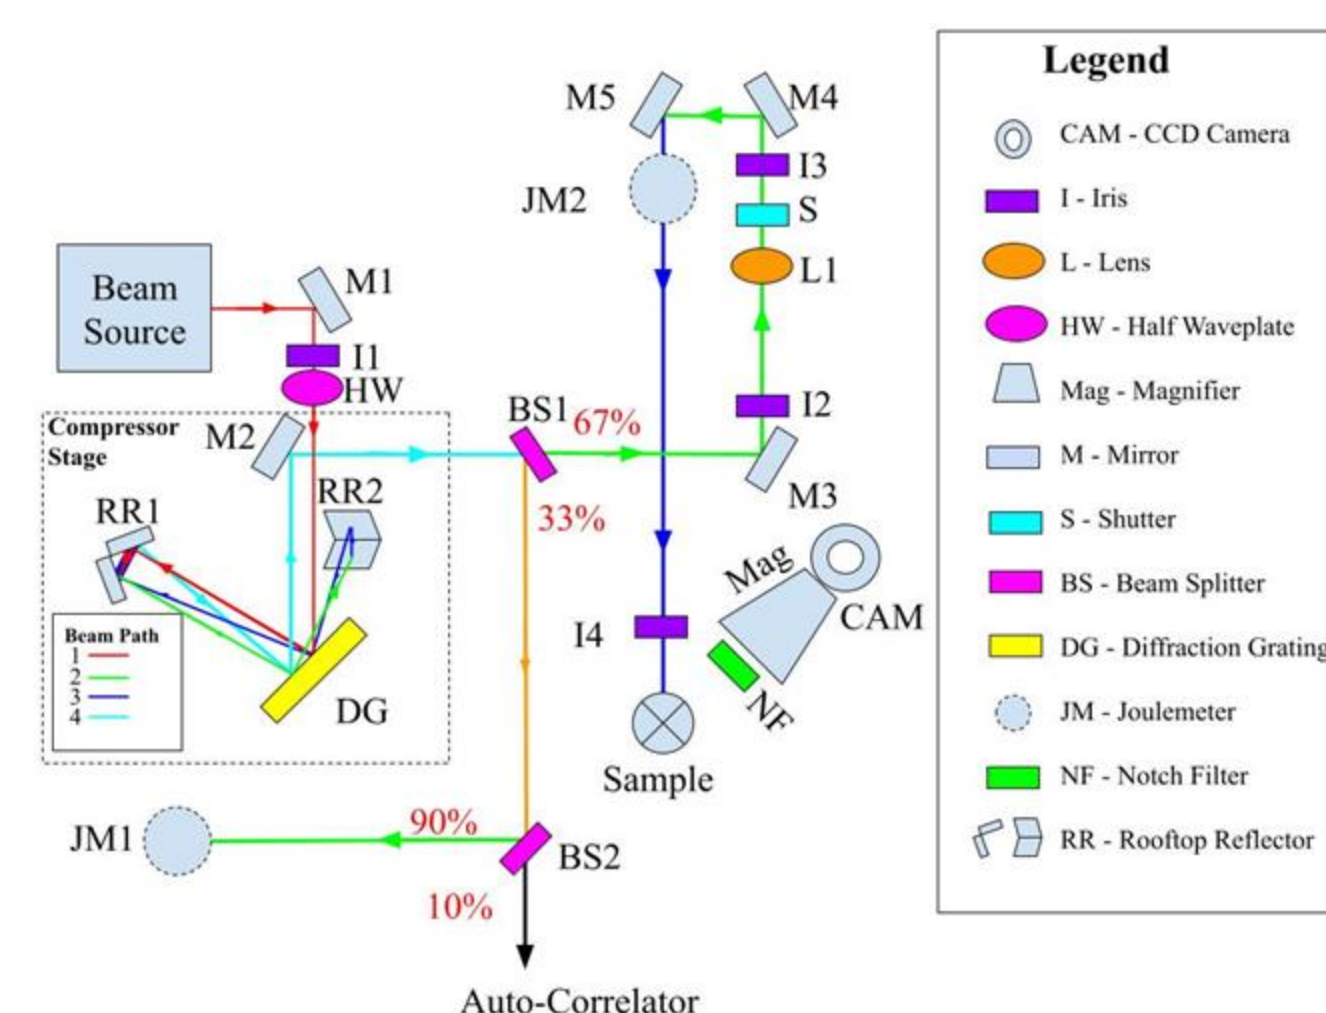 M5
M4
I3
JM2
S
L1
Beam
Source
M1
I1
HW
Compressor
Stage
M2
BS1
67%
I2
RR2
RR1
33%
M3
Mag
CAM
I4
NF
Beam Path
1
2
3
4
DG
Sample
JM1
90%
BS2
10%
Auto-Correlator
Legend
CAM - CCD Camera
I - Iris
L - Lens
HW - Half Waveplate
Mag - Magnifier
M - Mirror
S - Shutter
BS - Beam Splitter
DG - Diffraction Grating
JM - Joulemeter
NF - Notch Filter
RR - Rooftop Reflector